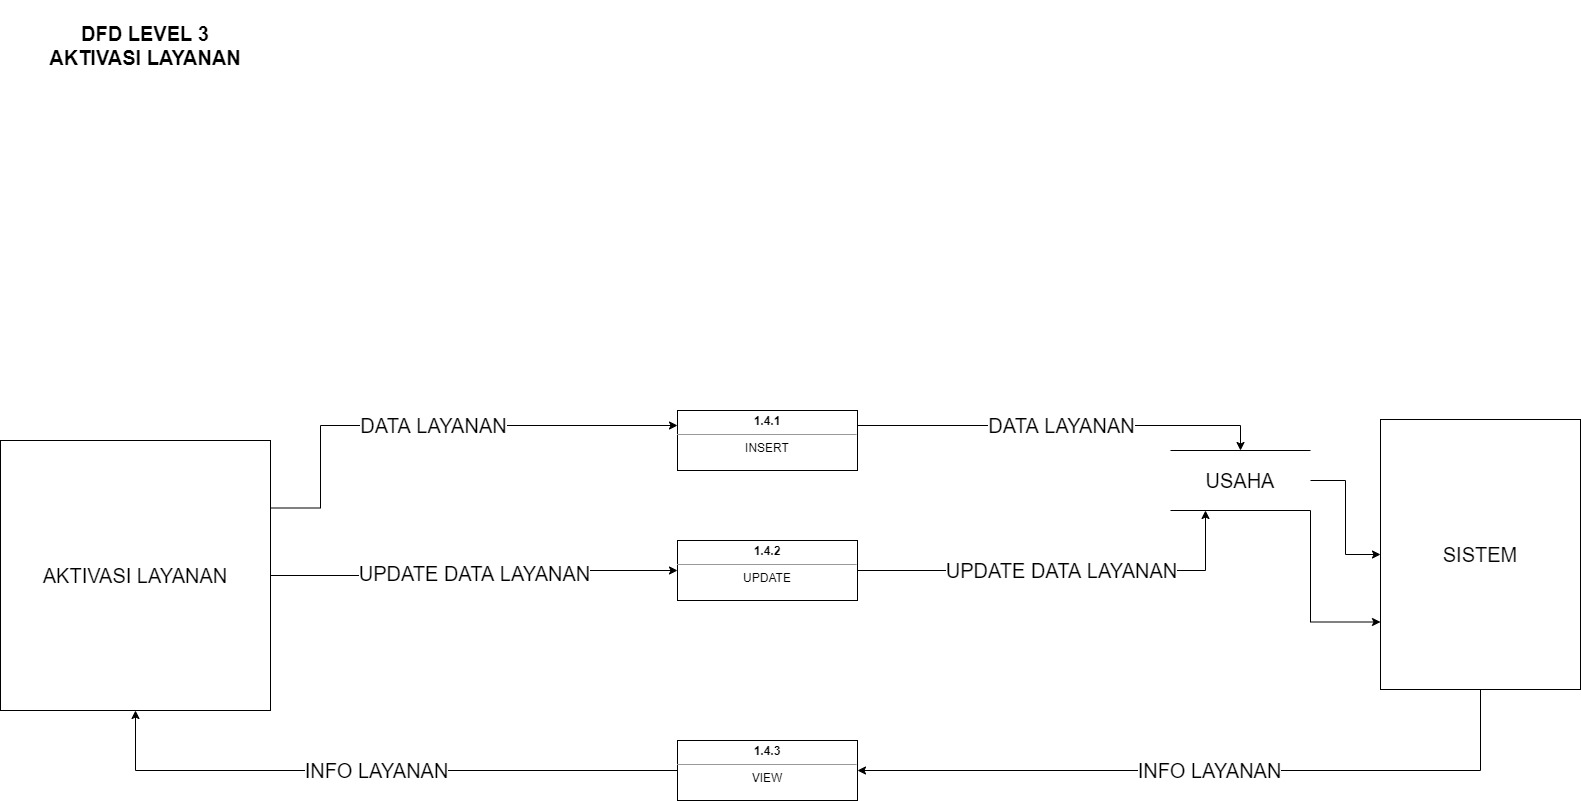 DFD LEVEL 3
AKTIVASI LAYANAN
DATA LAYANAN
1.4.1
INSERT
DATA LAYANAN
USAHA
AKTIVASI LAYANAN
UPDATE DATA LAYANAN
1.4.2
UPDATE
UPDATE DATA LAYANAN
SISTEM
INFO LAYANAN
1.4.3
VIEW
INFO LAYANAN